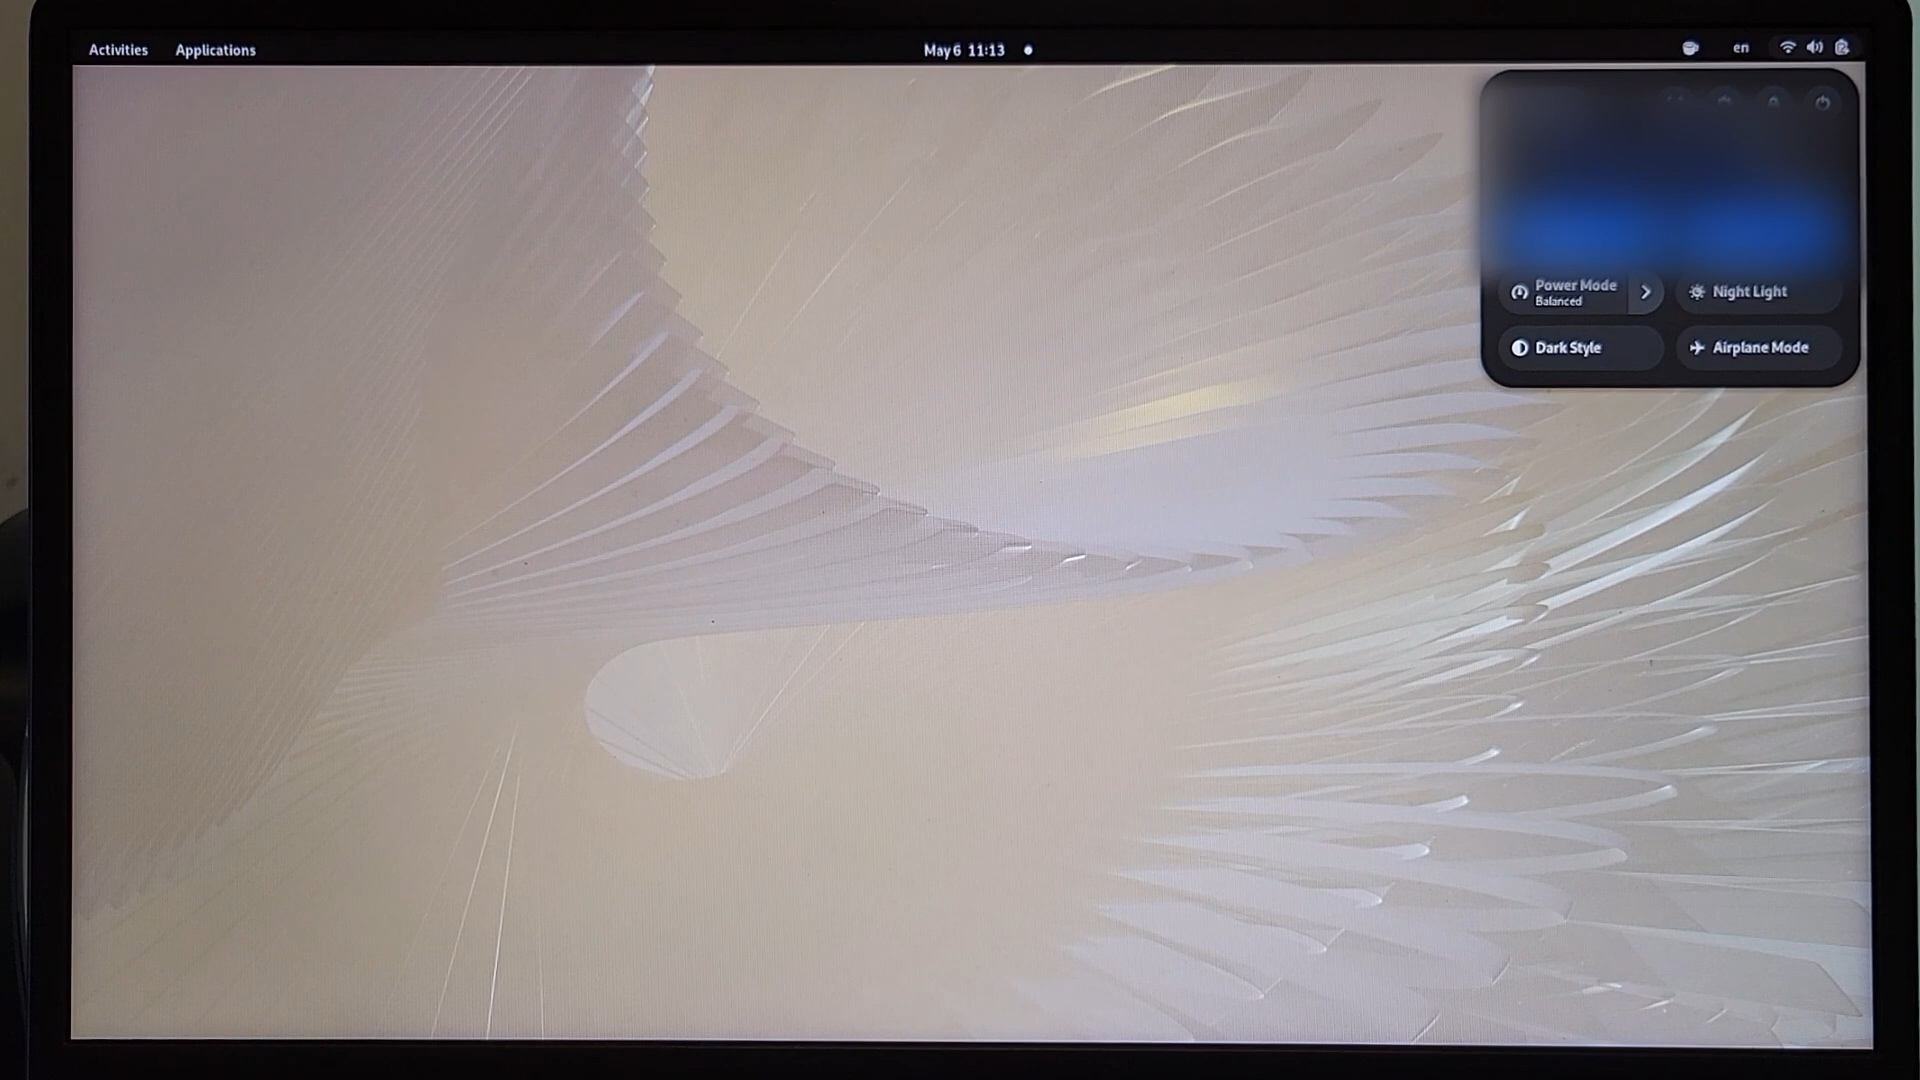 Activities Applications May 6 11:13 en
Power Mode
Balanced
Night Light
Dark Style Airplane Mode